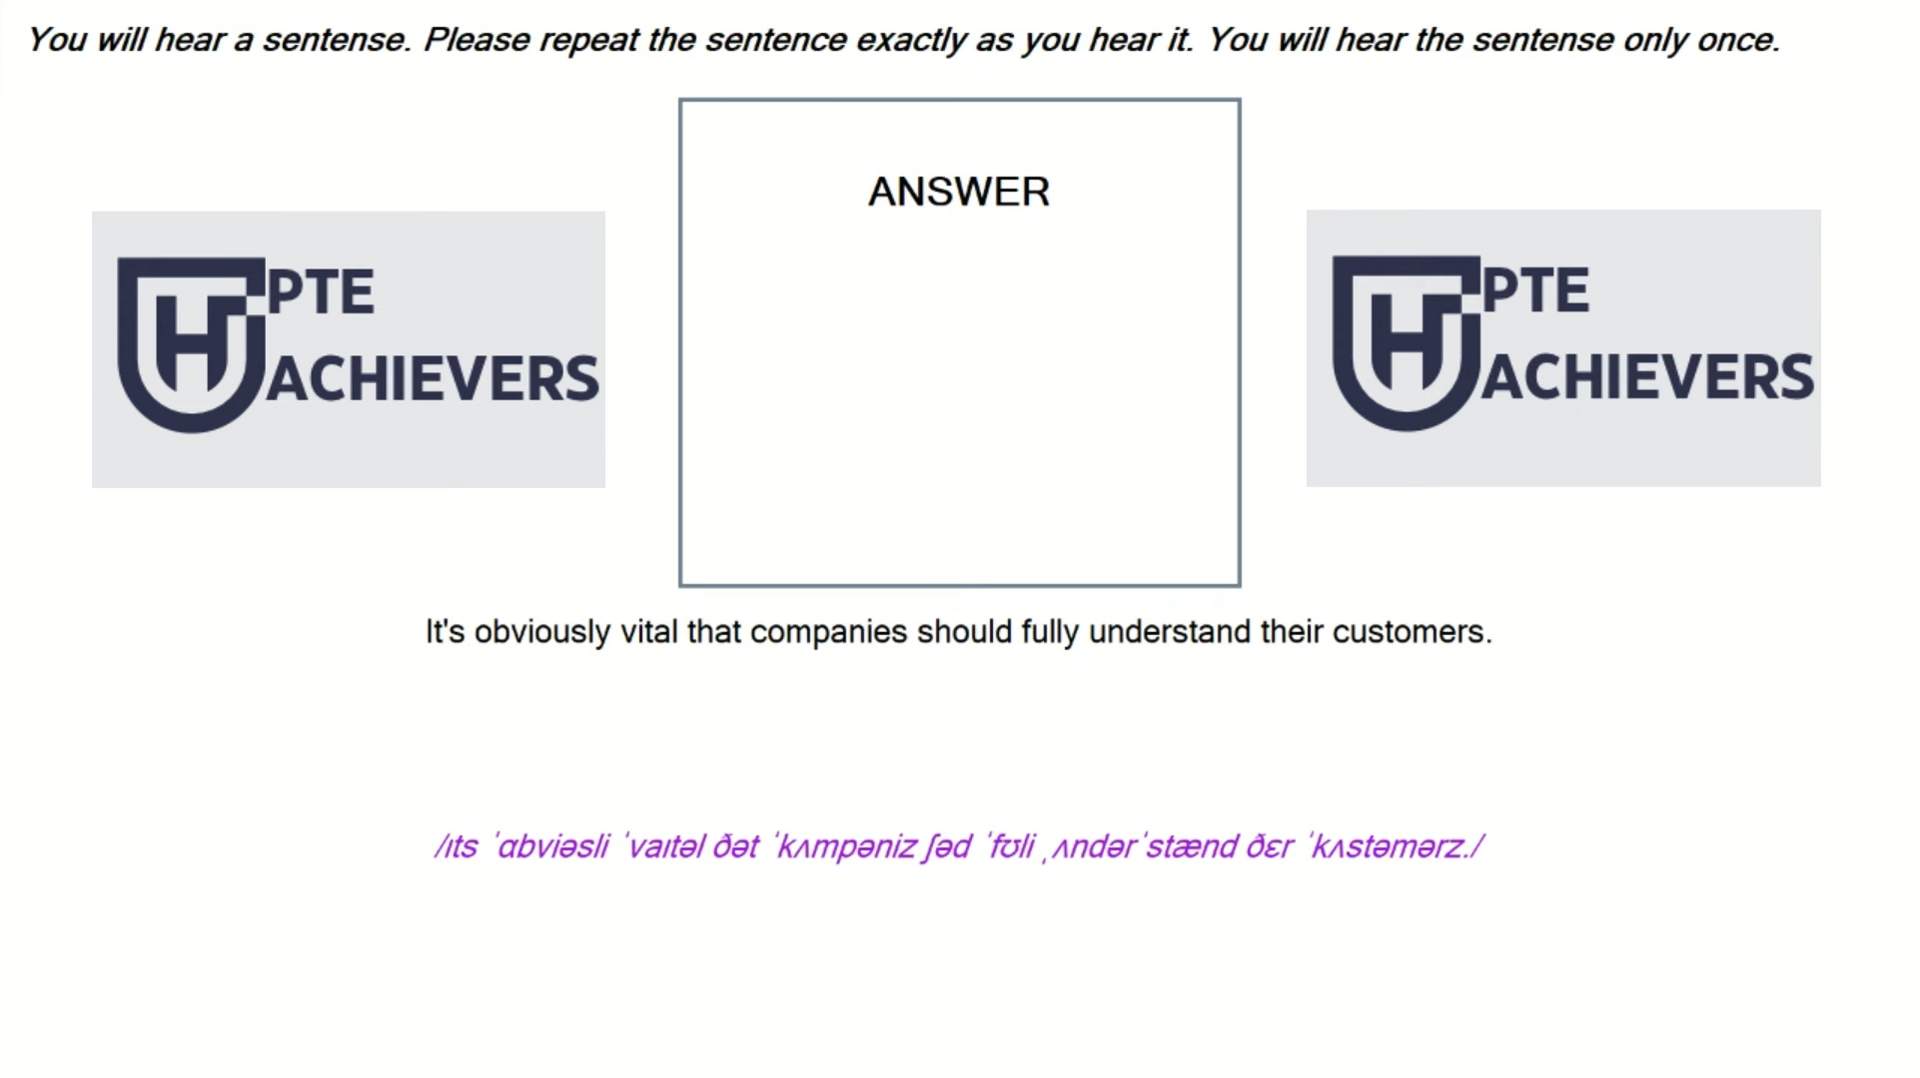 You will hear a sentense. Please repeat the sentence exactly as you hear it. You will hear the sentense only once.
ANSWER
PTE
ACHIEVERS
PTE
ACHIEVERS
It's obviously vital that companies should fully understand their customers.
/ɪts ˈɑbviəsli ˈvaɪtəl ðət ˈkʌmpəniz ʃəd ˈfʊli ˌʌndərˈstænd ðɛr ˈkʌstəmərz./